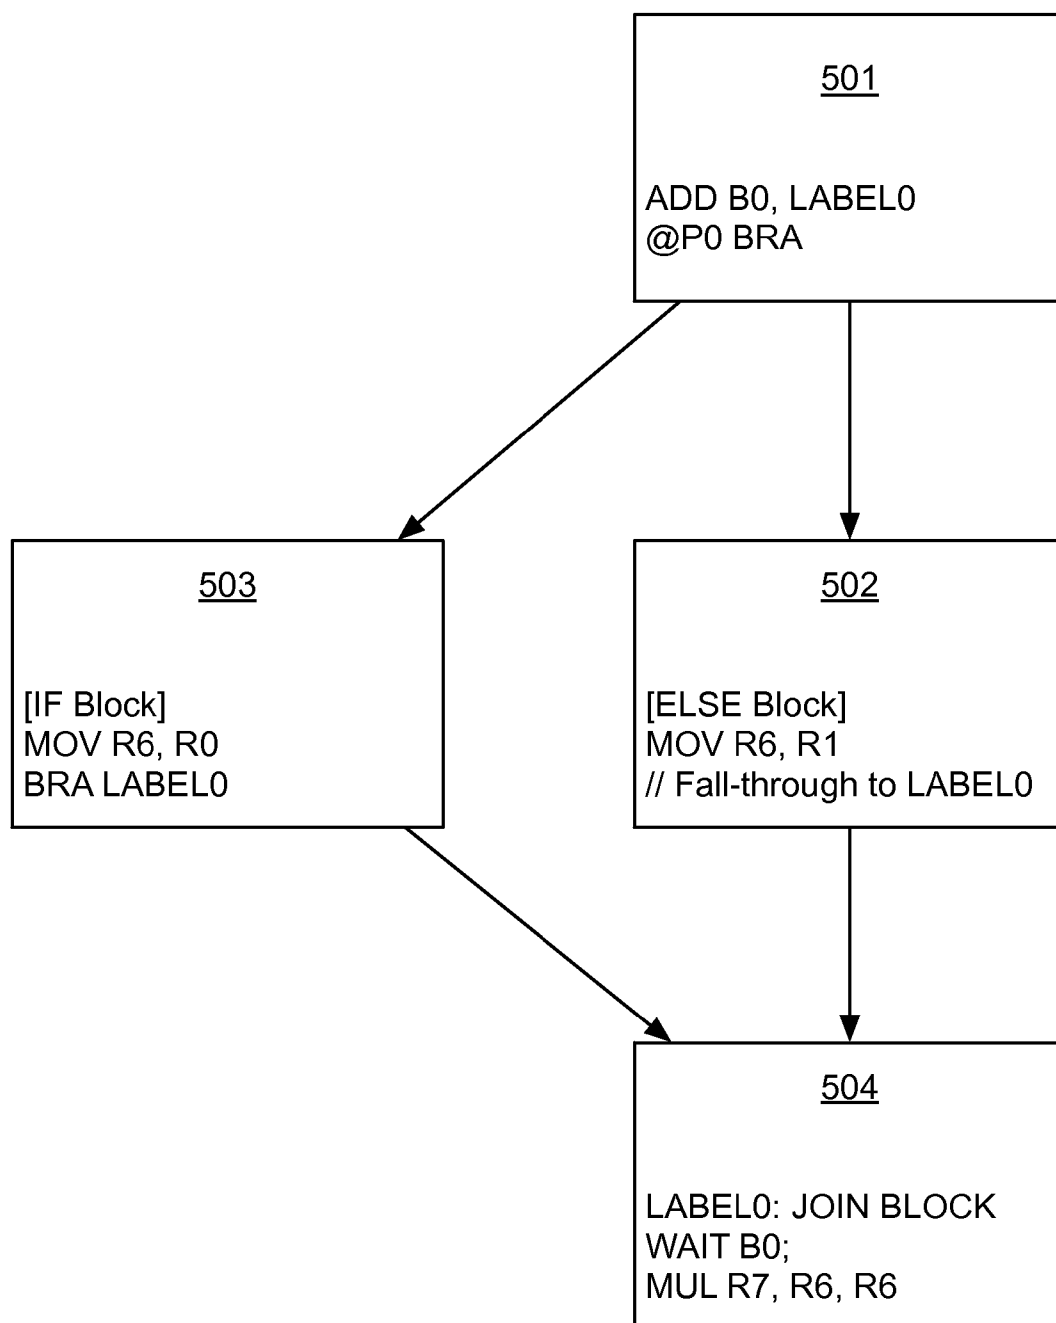 501
ADD B0, LABEL0
@P0 BRA
503
[IF Block]
MOV R6, R0
BRA LABEL0
502
[ELSE Block]
MOV R6, R1
// Fall-through to LABEL0
504
LABEL0: JOIN BLOCK
WAIT B0;
MUL R7, R6, R6